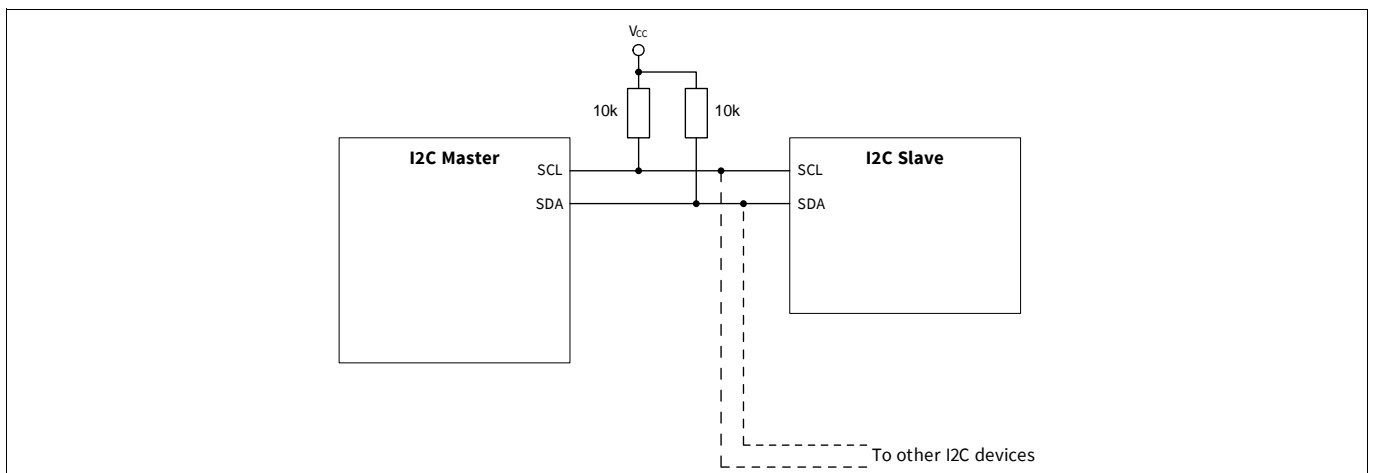 Vcc
10k
10k
I2C Master
SCL
SDA
I2C Slave
SCL
SDA
To other I2C devices